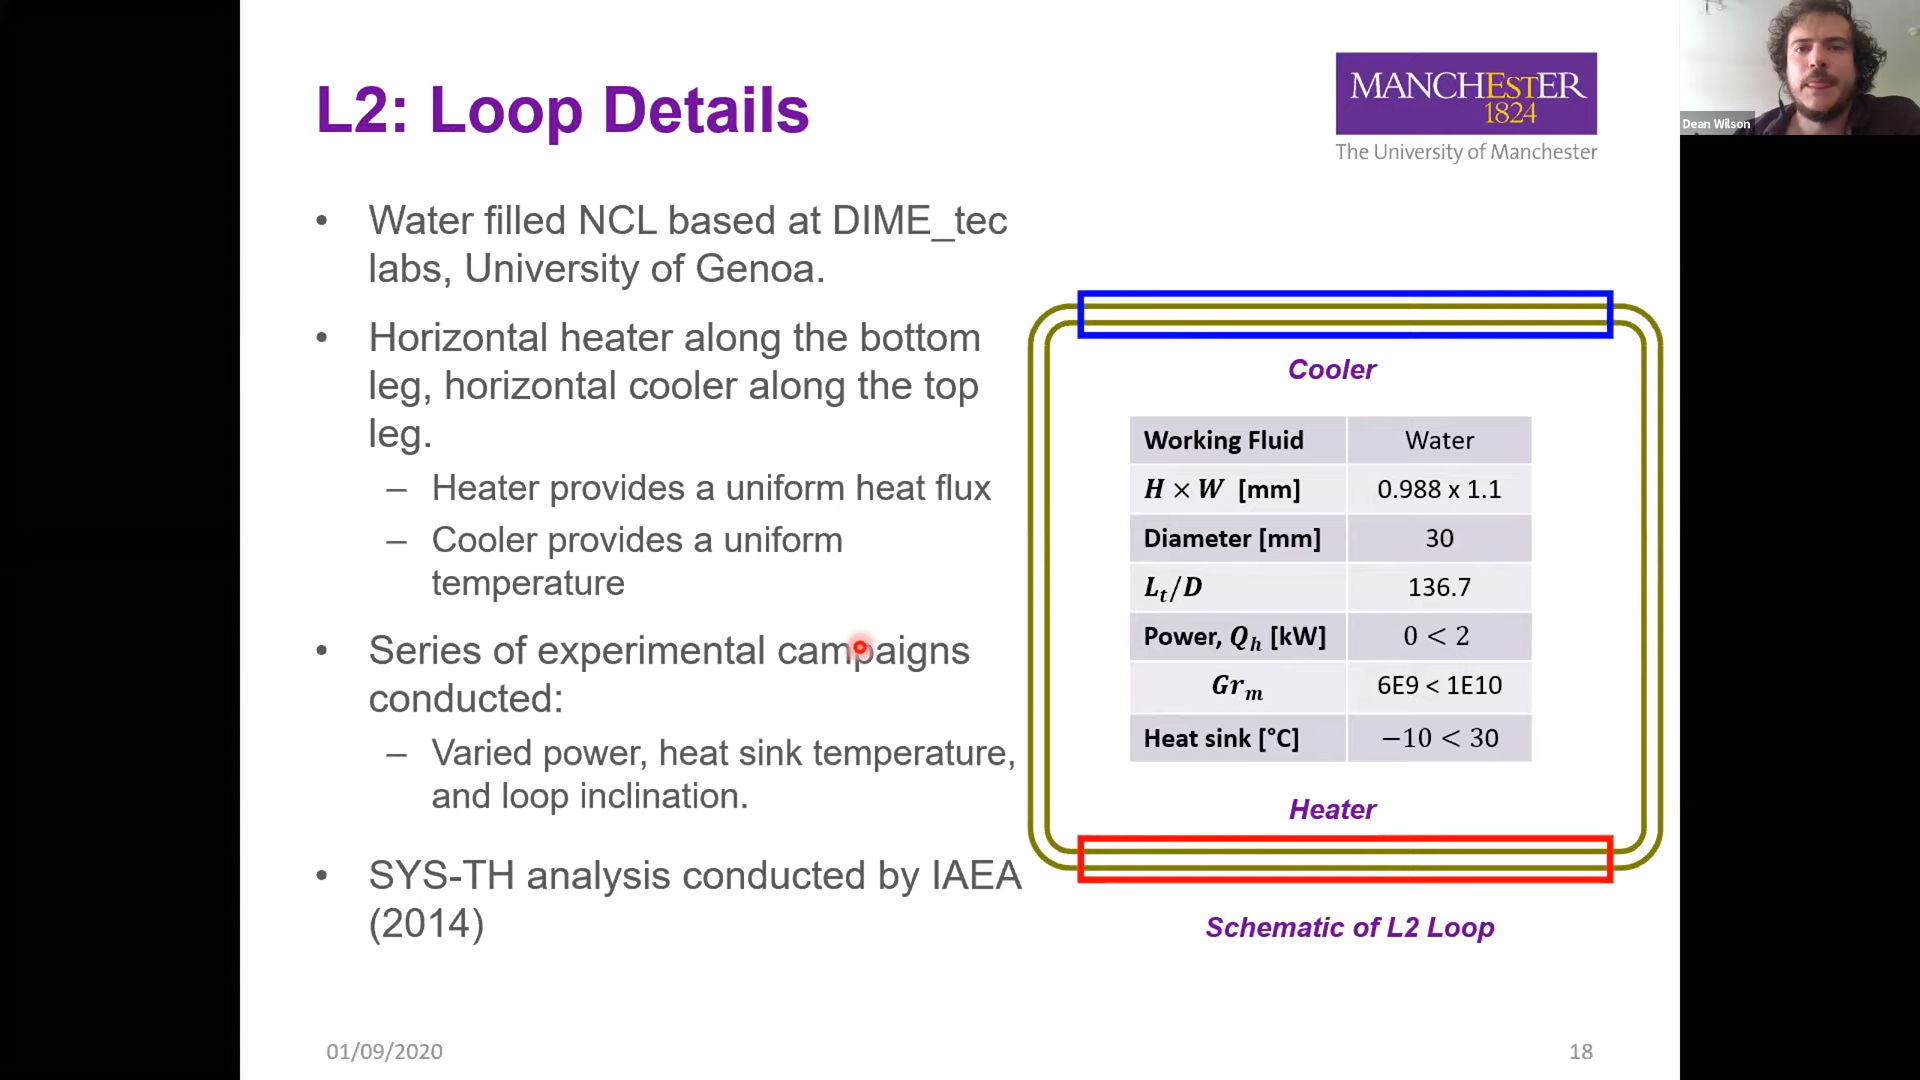 L2: Loop Details
MANCHESTER
1824
The University of Manchester
Dean Wilson
• Water filled NCL based at DIME_tec
labs, University of Genoa.
• Horizontal heater along the bottom
leg, horizontal cooler along the top
leg.
– Heater provides a uniform heat flux
– Cooler provides a uniform
temperature
• Series of experimental campaigns
conducted:
– Varied power, heat sink temperature,
and loop inclination.
• SYS-TH analysis conducted by IAEA
(2014)
Cooler
Working Fluid Water
H × W [mm] 0.988 x 1.1
Diameter [mm] 30
Lₜ/D 136.7
Power, Qₕ [kW] 0 < 2
Grₘ 6E9 < 1E10
Heat sink [°C] −10 < 30
Heater
Schematic of L2 Loop
01/09/2020
18